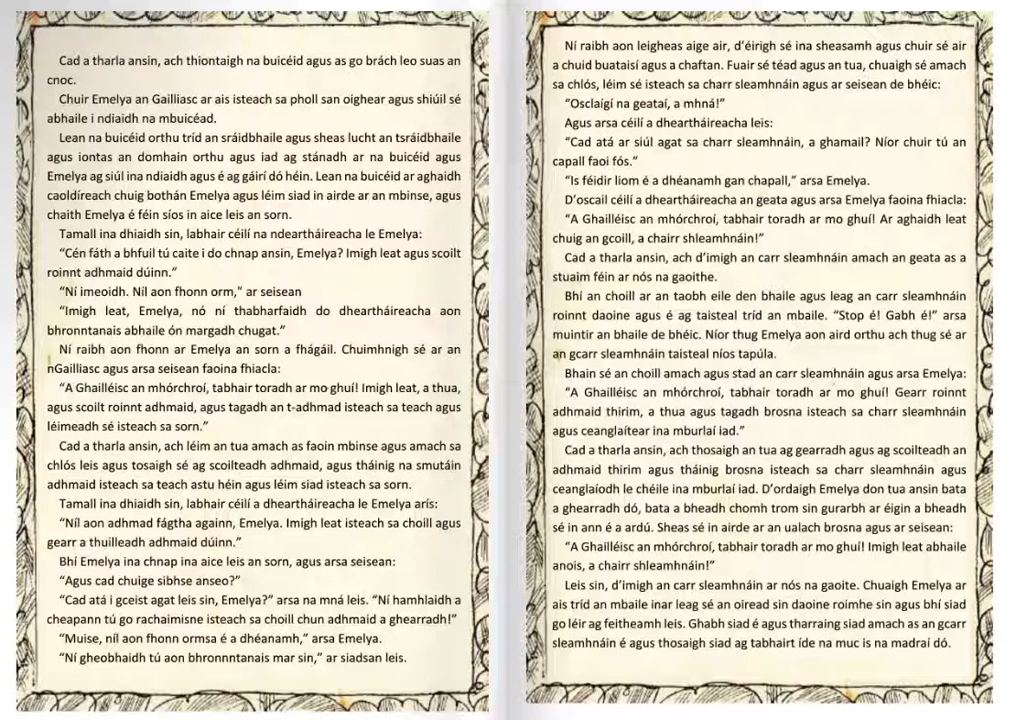 Cad a tharla ansin, ach thiontaigh na buicéid agus as go brách leo suas an
cnoc.
Chuir Emelya an Gailliasc ar ais isteach sa pholl san oighear agus shiúil sé
abhaile i ndiaidh na mbuicéad.
Lean na buicéid orthu tríd an sráidbhaile agus sheas lucht an tsráidbhaile
agus iontas an domhain orthu agus iad ag stánadh ar na buicéid agus
Emelya ag siúl ina ndiaidh agus é ag gáirí dó héin. Lean na buicéid ar aghaidh
caoldíreach chuig bothán Emelya agus léim siad in airde ar an mbinse, agus
chaith Emelya é féin síos in aice leis an sorn.
Tamall ina dhiaidh sin, labhair céilí na ndeartháireacha le Emelya:
“Cén fáth a bhfuil tú caite i do chnap ansin, Emelya? Imigh leat agus scoilt
roinnt adhmaid dúinn.”
“Ní imeoidh. Níl aon fhonn orm,” ar seisean
“Imigh leat, Emelya, nó ní thabharfaidh do dheartháireacha aon
bhronntanais abhaile ón margadh chugat.”
Ní raibh aon fhonn ar Emelya an sorn a fhágáil. Chuimhnigh sé ar an
nGailliasc agus arsa seisean faoina fhiacla:
“A Ghailléisc an mhórchroí, tabhair toradh ar mo ghuí! Imigh leat, a thua,
agus scoilt roinnt adhmaid, agus tagadh an t-adhmad isteach sa teach agus
léimeadh sé isteach sa sorn.”
Cad a tharla ansin, ach léim an tua amach as faoin mbinse agus amach sa
chlós leis agus tosaigh sé ag scoilteadh adhmaid, agus tháinig na smutáin
adhmaid isteach sa teach astu héin agus léim siad isteach sa sorn.
Tamall ina dhiaidh sin, labhair céilí a dheartháireacha le Emelya arís:
“Níl aon adhmad fágtha againn, Emelya. Imigh leat isteach sa choill agus
gearr a thuilleadh adhmaid dúinn.”
Bhí Emelya ina chnap ina aice leis an sorn, agus arsa seisean:
“Agus cad chuige sibhse anseo?”
“Cad atá i gceist agat leis sin, Emelya?” arsa na mná leis. “Ní hamhlaidh a
cheapann tú go rachaimisne isteach sa choill chun adhmaid a ghearradh!”
“Muise, níl aon fhonn ormsa é a dhéanamh,” arsa Emelya.
“Ní gheobhaidh tú aon bhronnntanais mar sin,” ar siadsan leis.
Ní raibh aon leigheas aige air, d’éirigh sé ina sheasamh agus chuir sé air
a chuid buataisí agus a chaftan. Fuair sé téad agus an tua, chuaigh sé amach
sa chlós, léim sé isteach sa charr sleamhnáin agus ar seisean de bhéic:
“Osclaígí na geataí, a mhná!”
Agus arsa céilí a dheartháireacha leis:
“Cad atá ar siúl agat sa charr sleamhnáin, a ghamail? Níor chuir tú an
capall faoi fós.”
“Is féidir liom é a dhéanamh gan chapall,” arsa Emelya.
D’oscail céilí a dheartháireacha an geata agus arsa Emelya faoina fhiacla:
“A Ghailléisc an mhórchroí, tabhair toradh ar mo ghuí! Ar aghaidh leat
chuig an gcoill, a chairr shleamhnáin!”
Cad a tharla ansin, ach d’imigh an carr sleamhnáin amach an geata as a
stuaim féin ar nós na gaoithe.
Bhí an choill ar an taobh eile den bhaile agus leag an carr sleamhnáin
roinnt daoine agus é ag taisteal tríd an mbaile. “Stop é! Gabh é!” arsa
muintir an bhaile de bhéic. Níor thug Emelya aon aird orthu ach thug sé ar
an gcarr sleamhnáin taisteal níos tapúla.
Bhain sé an choill amach agus stad an carr sleamhnáin agus arsa Emelya:
“A Ghailléisc an mhórchroí, tabhair toradh ar mo ghuí! Gearr roinnt
adhmaid thirim, a thua agus tagadh brosna isteach sa charr sleamhnáin
agus ceanglaítear ina mburlaí iad.”
Cad a tharla ansin, ach thosaigh an tua ag gearradh agus ag scoilteadh an
adhmaid thirim agus tháinig brosna isteach sa charr sleamhnáin agus
ceanglaíodh le chéile ina mburlaí iad. D’ordaigh Emelya don tua ansin bata
a ghearradh dó, bata a bheadh chomh trom sin gurarbh ar éigin a bheadh
sé in ann é a ardú. Sheas sé in airde ar an ualach brosna agus ar seisean:
“A Ghailléisc an mhórchroí, tabhair toradh ar mo ghuí! Imigh leat abhaile
anois, a chairr shleamhnáin!”
Leis sin, d’imigh an carr sleamhnáin ar nós na gaoite. Chuaigh Emelya ar
ais tríd an mbaile inar leag sé an oiread sin daoine roimhe sin agus bhí siad
go léir ag feitheamh leis. Ghabh siad é agus tharraing siad amach as an gcarr
sleamhnáin é agus thosaigh siad ag tabhairt íde na muc is na madraí dó.